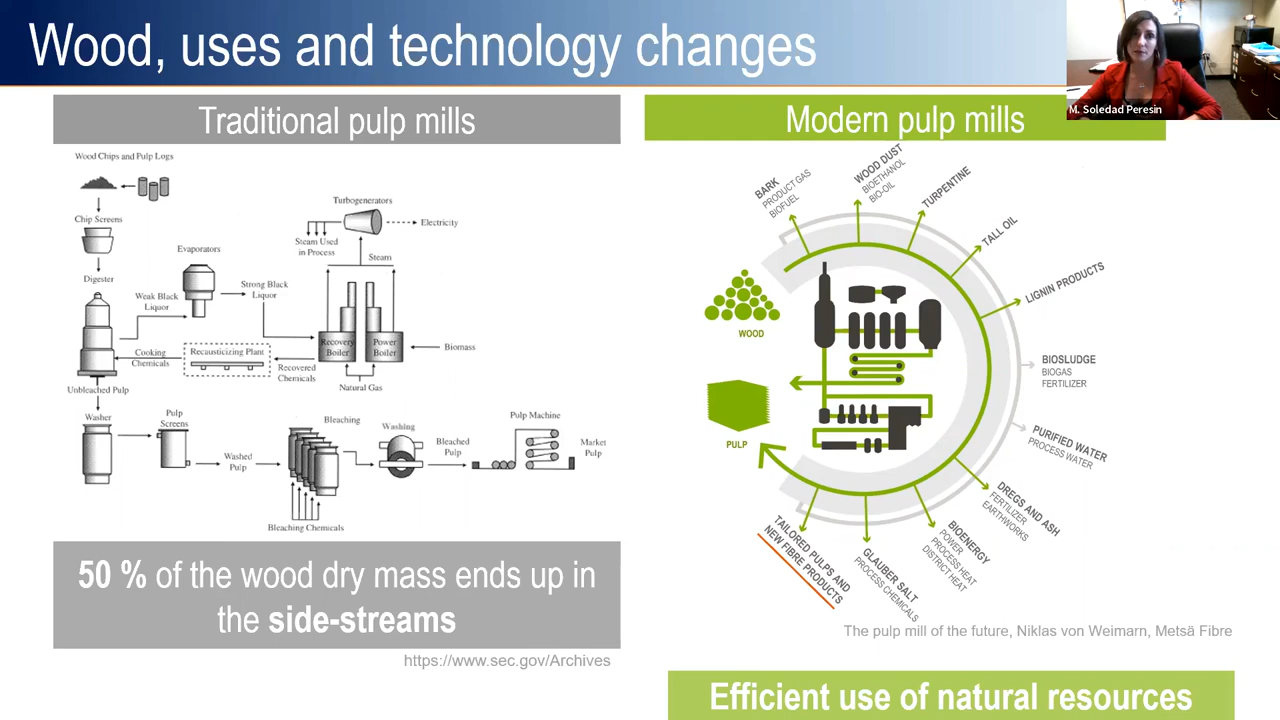 Wood, uses and technology changes
M. Soledad Peresin
Traditional pulp mills
Wood Chips and Pulp Logs
Chip Screens
Digester
Evaporators
Turbogenerators
Electricity
Steam Used
in Process
Steam
Weak Black
Liquor
Strong Black
Liquor
Cooking
Chemicals
Recausticizing Plant
Recovered
Chemicals
Recovery
Boiler
Power
Boiler
Biomass
Natural Gas
Unbleached Pulp
Washer
Pulp
Screens
Washed
Pulp
Bleaching
Bleaching Chemicals
Washing
Bleached
Pulp
Pulp Machine
Market
Pulp
50 % of the wood dry mass ends up in
the side-streams
https://www.sec.gov/Archives
Modern pulp mills
WOOD
PULP
BARK
PRODUCT GAS
BIOFUEL
WOOD DUST
BIOETHANOL
BIO-OIL
TURPENTINE
TALL OIL
LIGNIN PRODUCTS
BIOSLUDGE
BIOGAS
FERTILIZER
PURIFIED WATER
PROCESS WATER
DREGS AND ASH
FERTILIZER
EARTHWORKS
BIOENERGY
POWER
PROCESS HEAT
DISTRICT HEAT
GLAUBER SALT
PROCESS CHEMICALS
TAILORED PULPS AND
NEW FIBRE PRODUCTS
The pulp mill of the future, Niklas von Weimarn, Metsä Fibre
Efficient use of natural resources